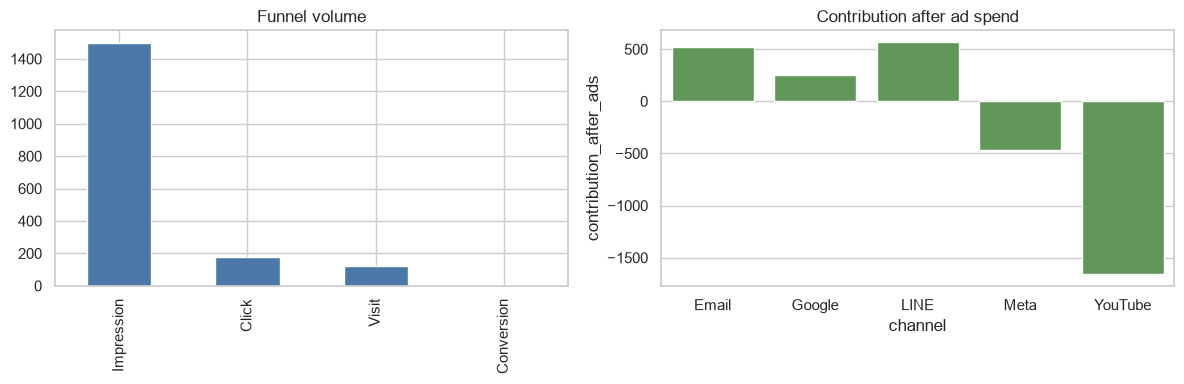 Funnel volume
1400
1200
1000
800
600
400
200
0
Impression
Click
Visit
Conversion
Contribution after ad spend
contribution_after_ads
500
0
−500
−1000
−1500
Email
Google
LINE
Meta
YouTube
channel